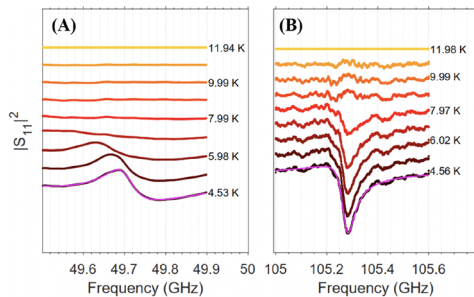 (A)
(B)
11.94 K
9.99 K
7.99 K
5.98 K
4.53 K
11.98 K
9.99 K
7.97 K
6.02 K
4.56 K
|S11|²
49.6 49.7 49.8 49.9 50
105 105.2 105.4 105.6
Frequency (GHz)
Frequency (GHz)